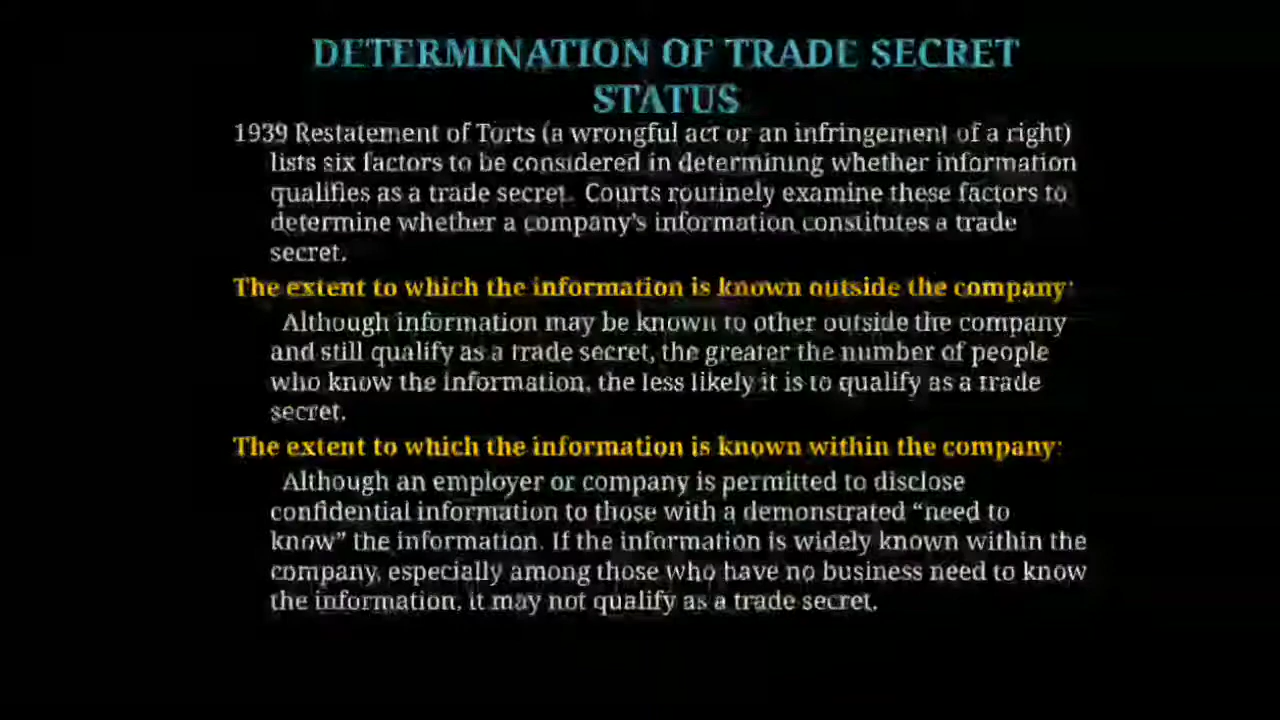 DETERMINATION OF TRADE SECRET
STATUS
1939 Restatement of Torts (a wrongful act or an infringement of a right)
lists six factors to be considered in determining whether information
qualifies as a trade secret. Courts routinely examine these factors to
determine whether a company's information constitutes a trade
secret.
The extent to which the information is known outside the company:
Although information may be known to other outside the company
and still qualify as a trade secret, the greater the number of people
who know the information, the less likely it is to qualify as a trade
secret.
The extent to which the information is known within the company:
Although an employer or company is permitted to disclose
confidential information to those with a demonstrated “need to
know” the information. If the information is widely known within the
company, especially among those who have no business need to know
the information, it may not qualify as a trade secret.